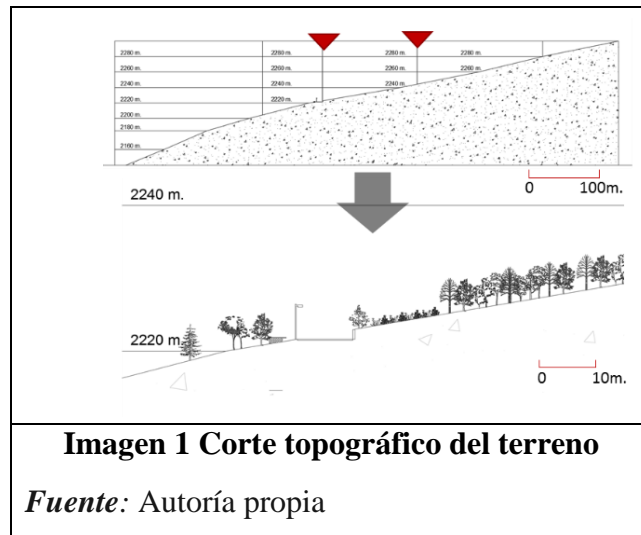 2280 m. 2280 m. 2280 m. 2280 m.
2260 m. 2260 m. 2260 m. 2260 m.
2240 m. 2240 m. 2240 m.
2220 m. 2220 m.
2200 m.
2180 m.
2160 m.
0 100m.
2240 m.
2220 m.
0 10m.
Imagen 1 Corte topográfico del terreno
Fuente: Autoría propia